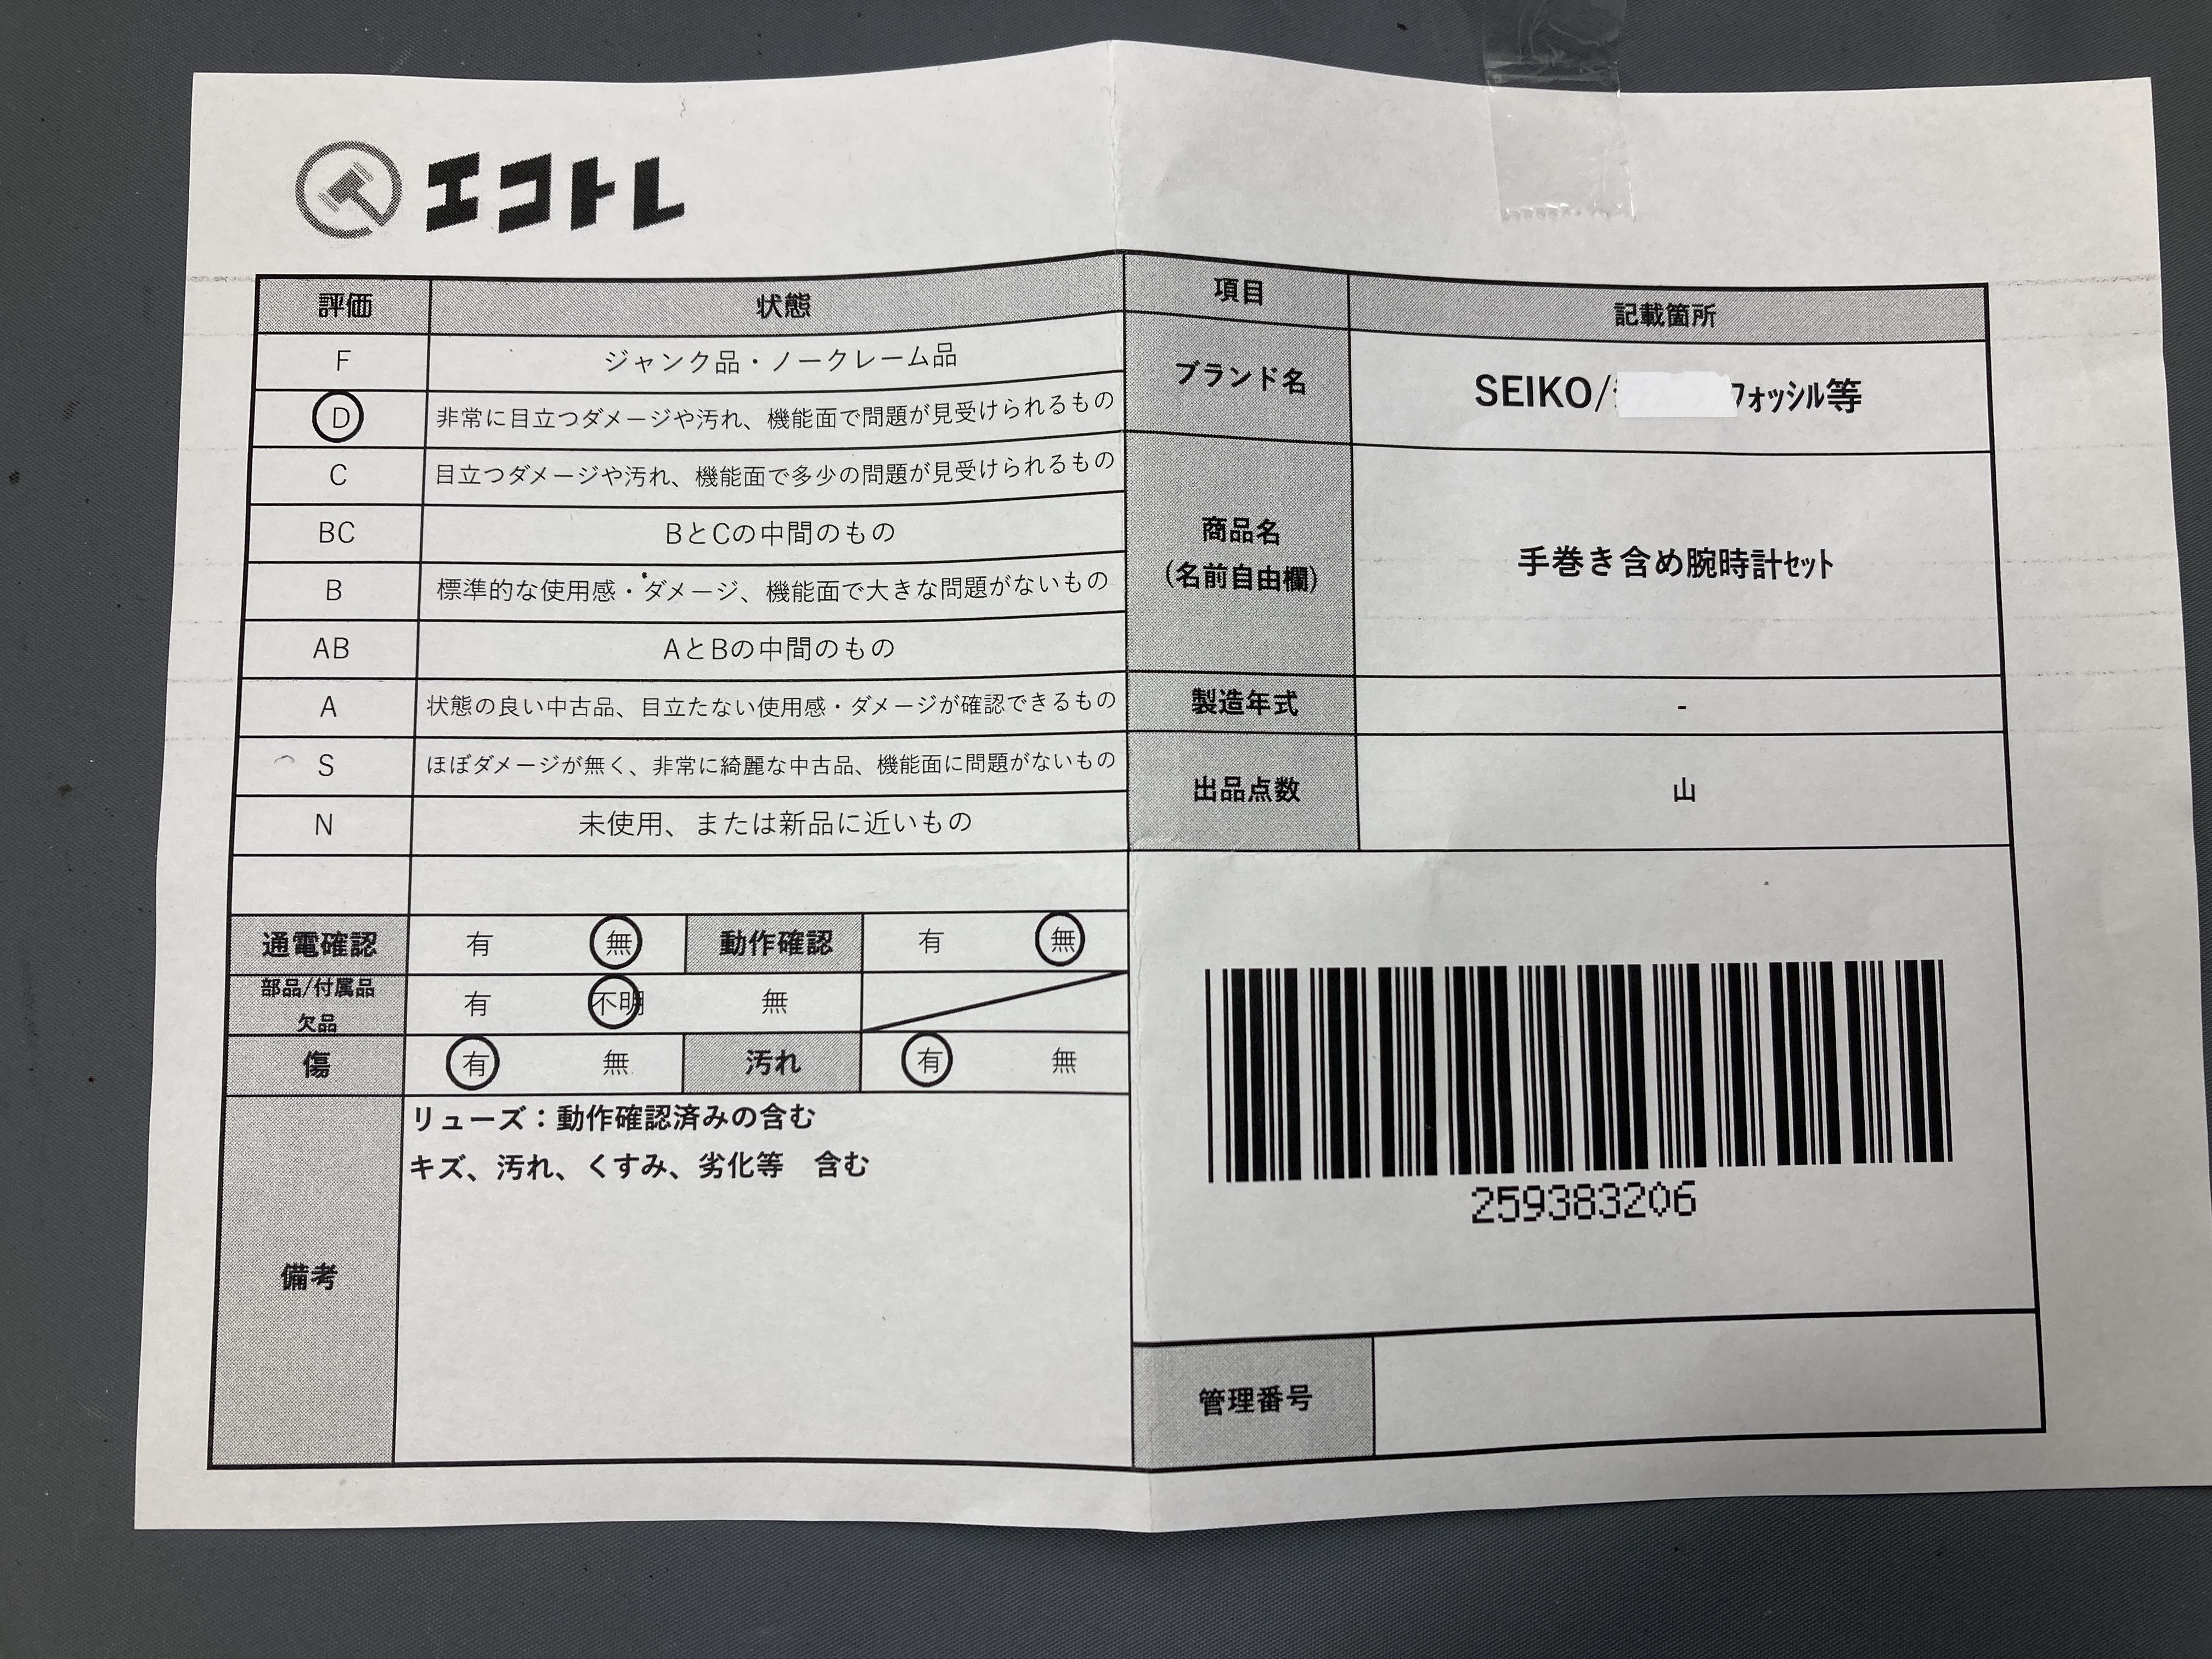 エコトレ
評価 状態
F ジャンク品・ノークレーム品
D 非常に目立つダメージや汚れ、機能面で問題が見受けられるもの
C 目立つダメージや汚れ、機能面で多少の問題が見受けられるもの
BC BとCの中間のもの
B 標準的な使用感・ダメージ、機能面で大きな問題がないもの
AB AとBの中間のもの
A 状態の良い中古品、目立たない使用感・ダメージが確認できるもの
S ほぼダメージが無く、非常に綺麗な中古品、機能面に問題がないもの
N 未使用、または新品に近いもの
通電確認 有 無 動作確認 有 無
部品/付属品
欠品 有 不明 無
傷 有 無 汚れ 有 無
備考
リューズ：動作確認済みの含む
キズ、汚れ、くすみ、劣化等 含む
項目 記載箇所
ブランド名 SEIKO/ フォッシル等
商品名
(名前自由欄) 手巻き含め腕時計セット
製造年式 -
出品点数 山
259383206
管理番号